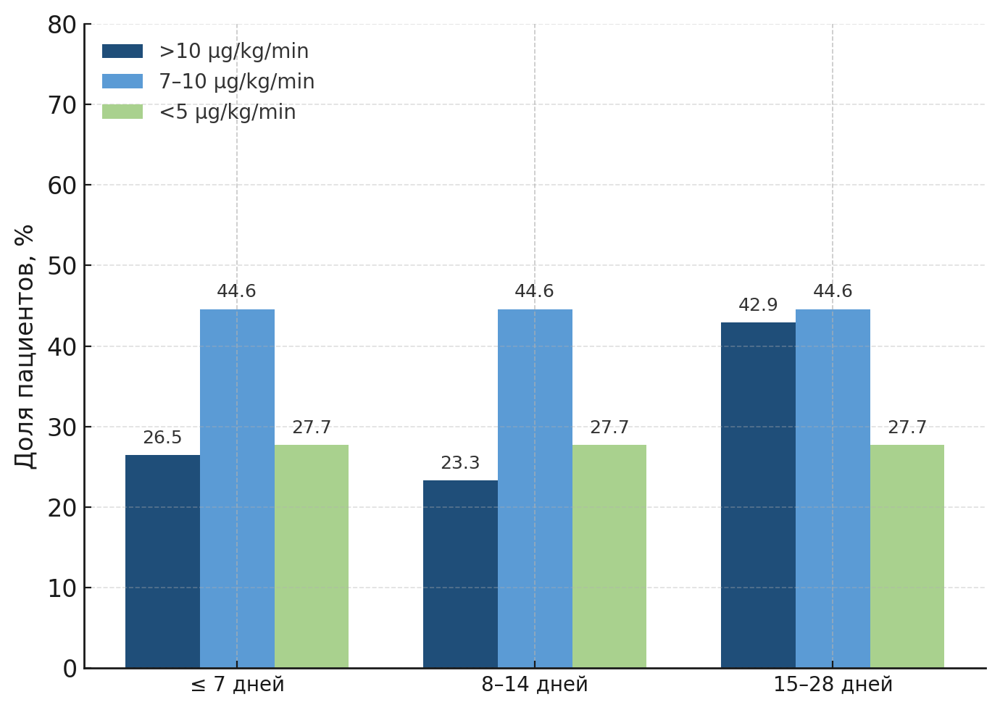 80
70
60
50
40
30
20
10
0
Доля пациентов, %
>10 µg/kg/min
7–10 µg/kg/min
<5 µg/kg/min
26.5
44.6
27.7
23.3
44.6
27.7
42.9
44.6
27.7
≤ 7 дней
8–14 дней
15–28 дней